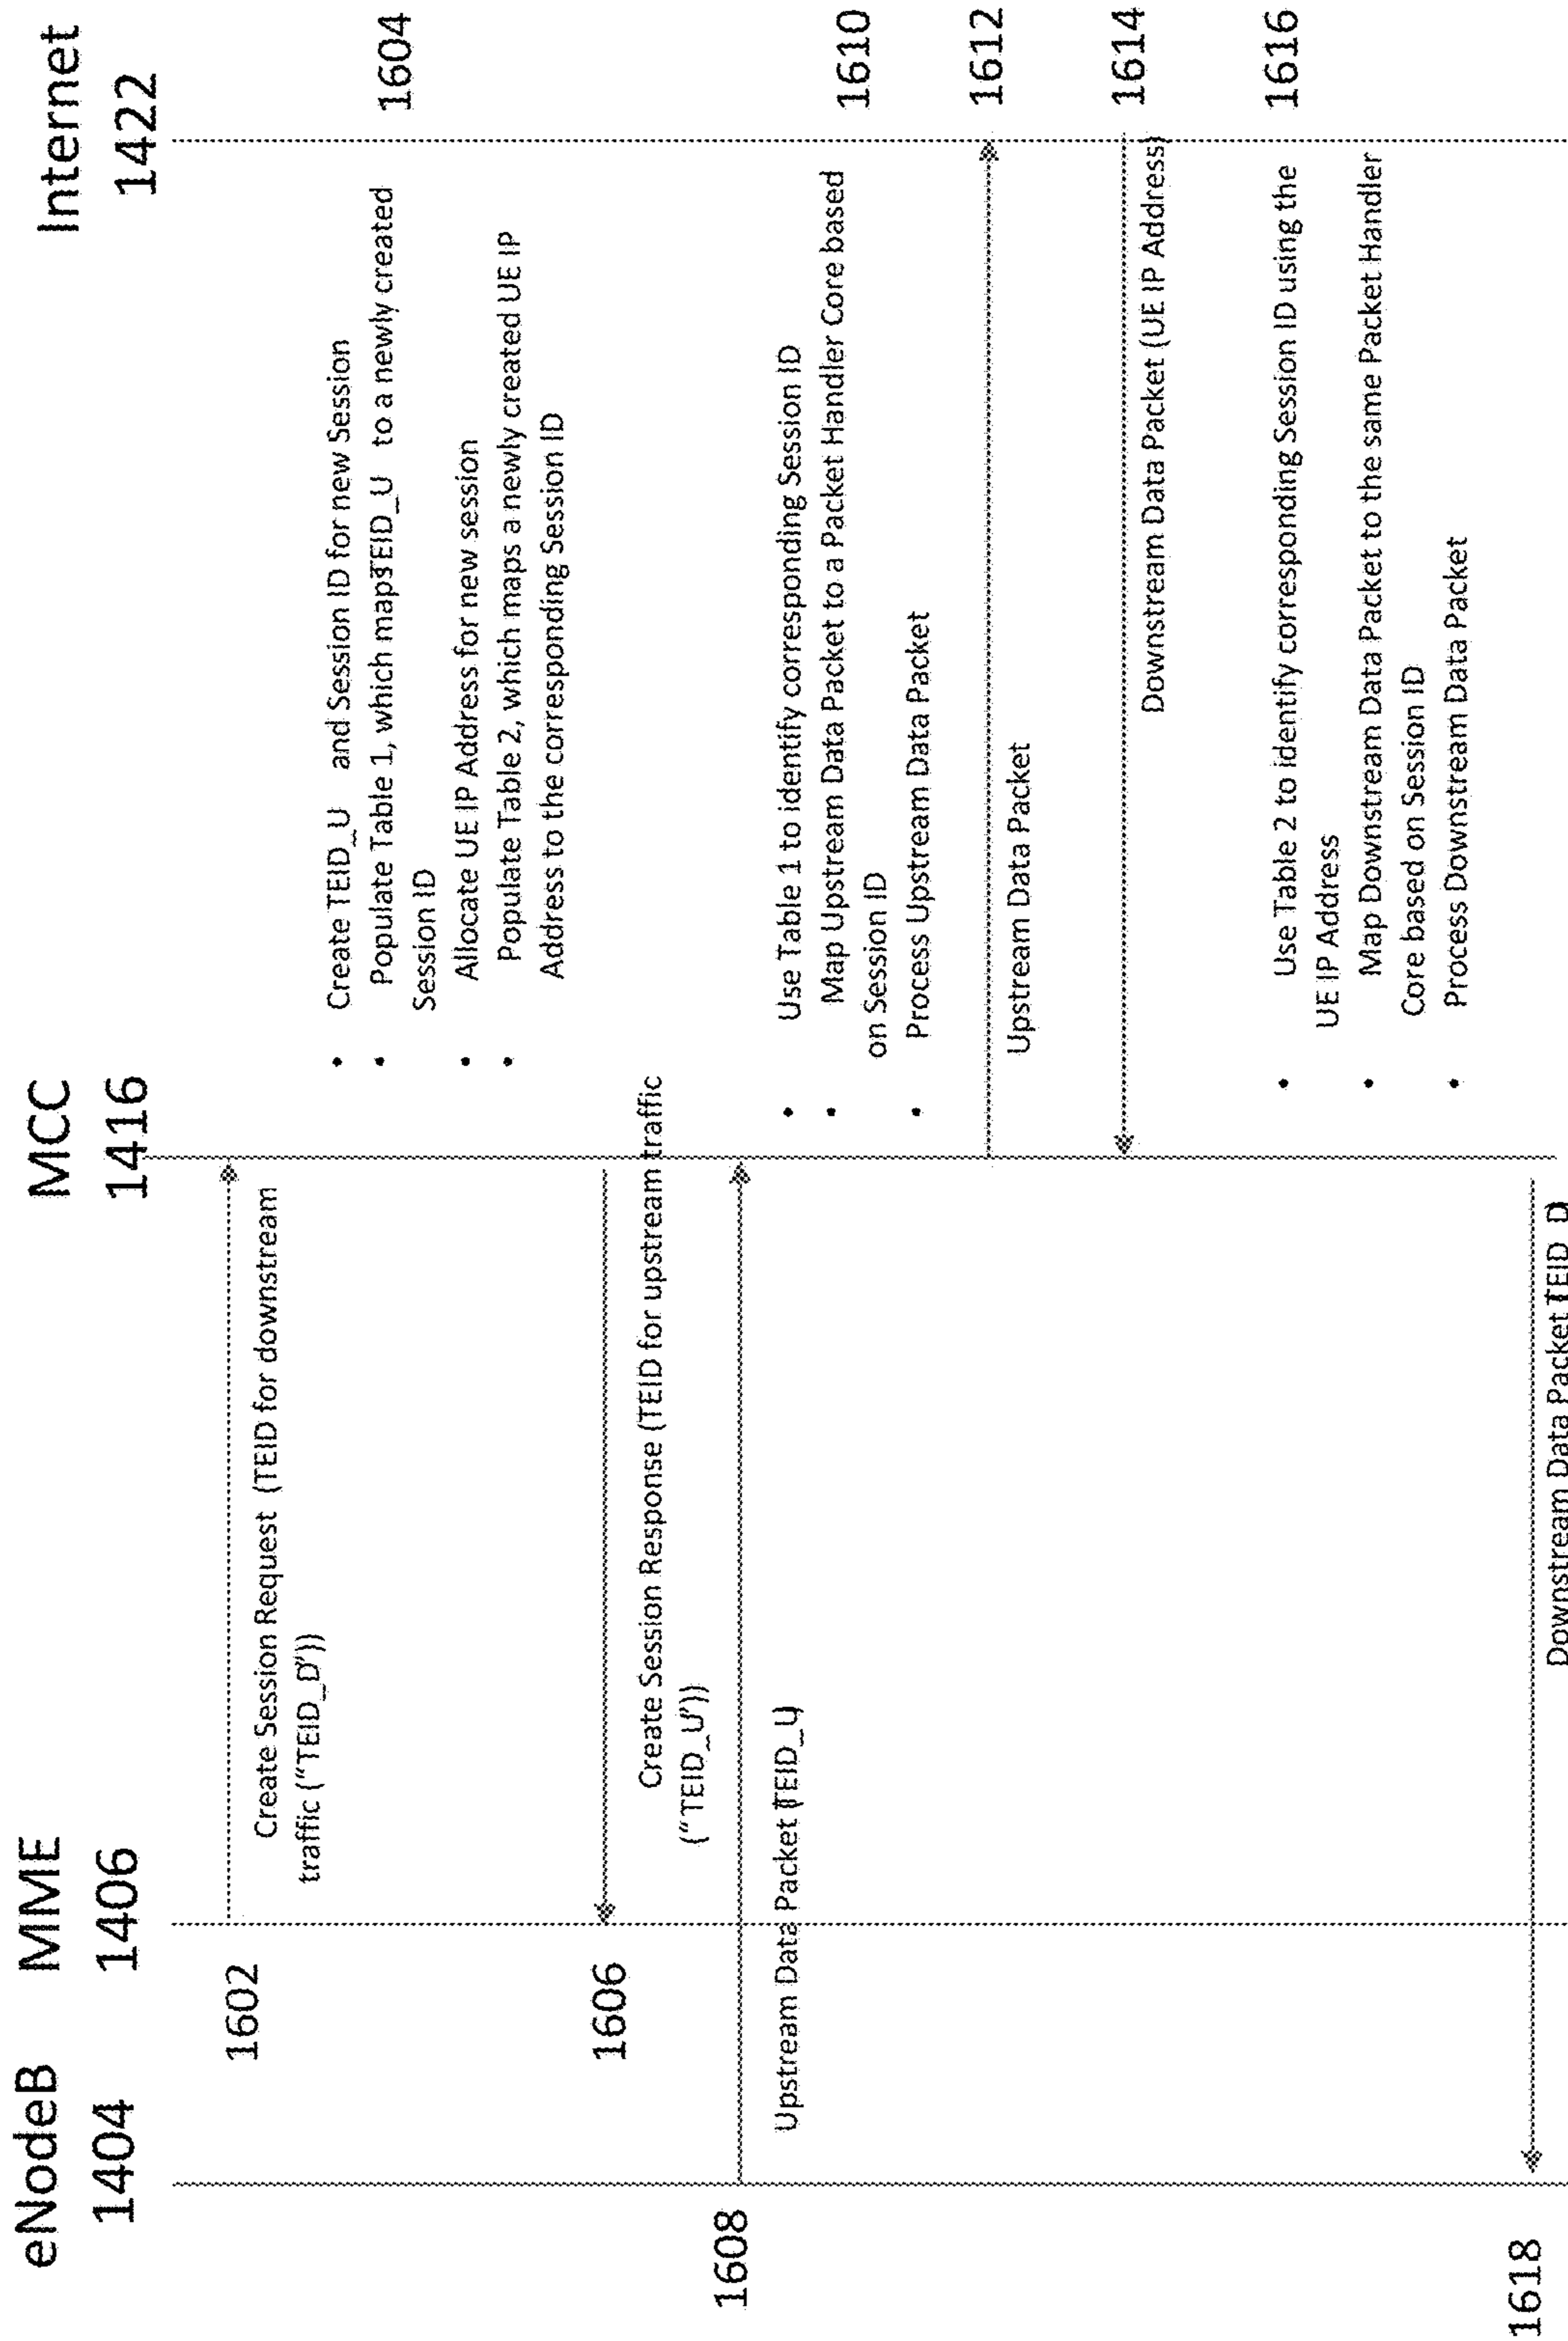 eNodeB
1404
MME
1406
MCC
1416
Internet
1422
1602
Create Session Request (TEID for downstream
traffic ("TEID_D"))
1604
• Create TEID_U and Session ID for new Session
• Populate Table 1, which maps TEID_U to a newly created
Session ID
• Allocate UE IP Address for new session
• Populate Table 2, which maps a newly created UE IP
Address to the corresponding Session ID
1606
Create Session Response (TEID for upstream traffic
("TEID_U"))
1608
Upstream Data Packet (TEID_U)
1610
• Use Table 1 to identify corresponding Session ID
• Map Upstream Data Packet to a Packet Handler Core based
on Session ID
• Process Upstream Data Packet
1612
Upstream Data Packet
1614
Downstream Data Packet (UE IP Address)
1616
• Use Table 2 to identify corresponding Session ID using the
UE IP Address
• Map Downstream Data Packet to the same Packet Handler
Core based on Session ID
• Process Downstream Data Packet
1618
Downstream Data Packet (TEID_D